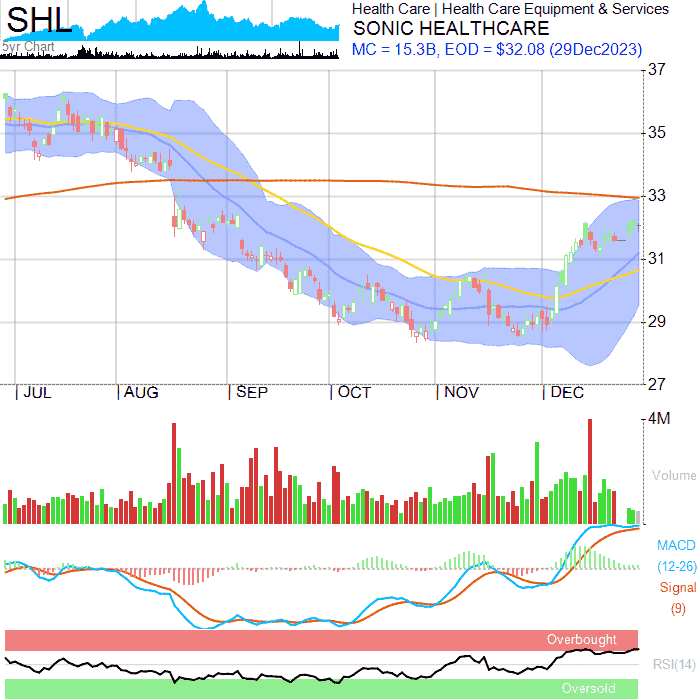 SHL
5yr Chart
Health Care | Health Care Equipment & Services
SONIC HEALTHCARE
MC = 15.3B, EOD = $32.08 (29Dec2023)
37
35
33
31
29
27
JUL AUG SEP OCT NOV DEC
4M
Volume
MACD
(12-26)
Signal
(9)
Overbought
RSI(14)
Oversold